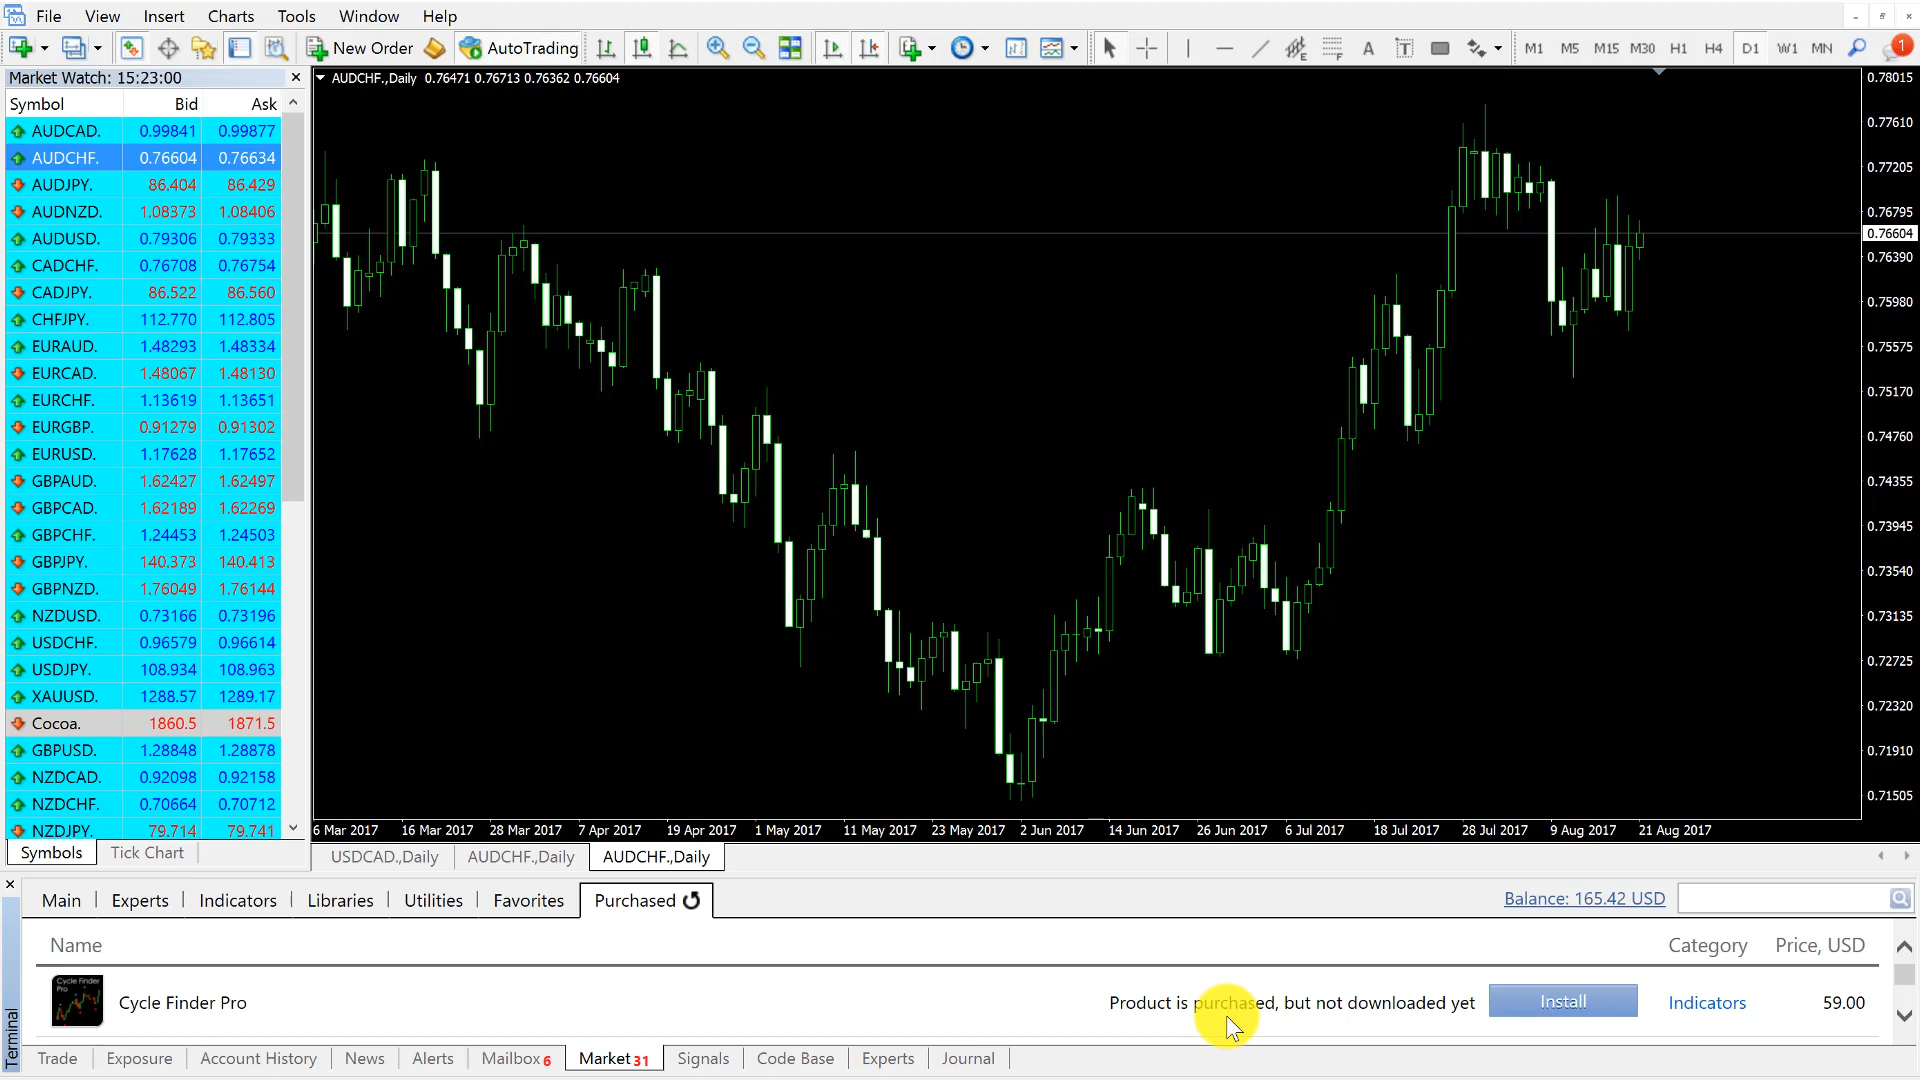 File View Insert Charts Tools Window Help
New Order AutoTrading A T M1 M5 M15 M30 H1 H4 D1 W1 MN 1
Market Watch: 15:23:00
AUDCHF.,Daily 0.76471 0.76713 0.76362 0.76604
Symbol Bid Ask
AUDCAD. 0.99841 0.99877
AUDCHF. 0.76604 0.76634
AUDJPY. 86.404 86.429
AUDNZD. 1.08373 1.08406
AUDUSD. 0.79306 0.79333
CADCHF. 0.76708 0.76754
CADJPY. 86.522 86.560
CHFJPY. 112.770 112.805
EURAUD. 1.48293 1.48334
EURCAD. 1.48067 1.48130
EURCHF. 1.13619 1.13651
EURGBP. 0.91279 0.91302
EURUSD. 1.17628 1.17652
GBPAUD. 1.62427 1.62497
GBPCAD. 1.62189 1.62269
GBPCHF. 1.24453 1.24503
GBPJPY. 140.373 140.413
GBPNZD. 1.76049 1.76144
NZDUSD. 0.73166 0.73196
USDCHF. 0.96579 0.96614
USDJPY. 108.934 108.963
XAUUSD. 1288.57 1289.17
Cocoa. 1860.5 1871.5
GBPUSD. 1.28848 1.28878
NZDCAD. 0.92098 0.92158
NZDCHF. 0.70664 0.70712
NZDJPY. 79.714 79.741
Symbols Tick Chart
0.78015
0.77610
0.77205
0.76795
0.76604
0.76390
0.75980
0.75575
0.75170
0.74760
0.74355
0.73945
0.73540
0.73135
0.72725
0.72320
0.71910
0.71505
6 Mar 2017 16 Mar 2017 28 Mar 2017 7 Apr 2017 19 Apr 2017 1 May 2017 11 May 2017 23 May 2017 2 Jun 2017 14 Jun 2017 26 Jun 2017 6 Jul 2017 18 Jul 2017 28 Jul 2017 9 Aug 2017 21 Aug 2017
USDCAD.,Daily AUDCHF.,Daily AUDCHF.,Daily
Main Experts Indicators Libraries Utilities Favorites Purchased Balance: 165.42 USD
Name Category Price, USD
Cycle Finder
Pro
Cycle Finder Pro Product is purchased, but not downloaded yet Install Indicators 59.00
Terminal
Trade Exposure Account History News Alerts Mailbox 6 Market 31 Signals Code Base Experts Journal